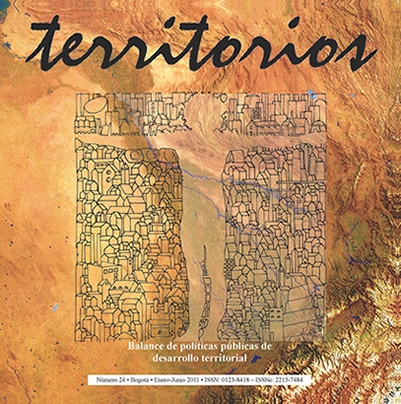 territorios
Balance de políticas públicas de
desarrollo territorial
Número 24 • Bogotá • Enero-Junio 2011 • ISSN: 0123-8418 – ISSNe: 2215-7484